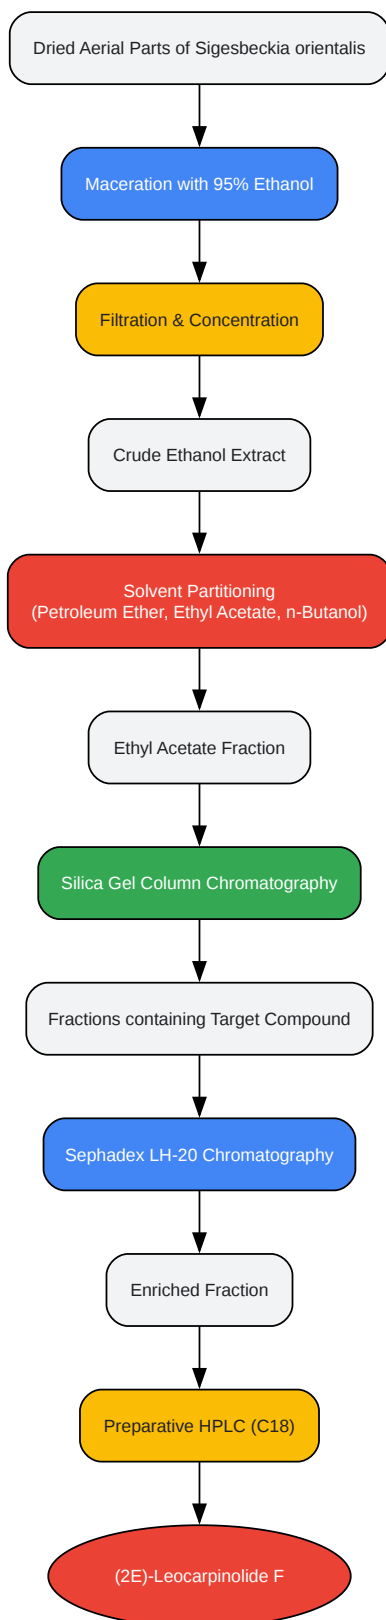 Dried Aerial Parts of Sigesbeckia orientalis
Maceration with 95% Ethanol
Filtration & Concentration
Crude Ethanol Extract
Solvent Partitioning
(Petroleum Ether, Ethyl Acetate, n-Butanol)
Ethyl Acetate Fraction
Silica Gel Column Chromatography
Fractions containing Target Compound
Sephadex LH-20 Chromatography
Enriched Fraction
Preparative HPLC (C18)
(2E)-Leocarpinolide F